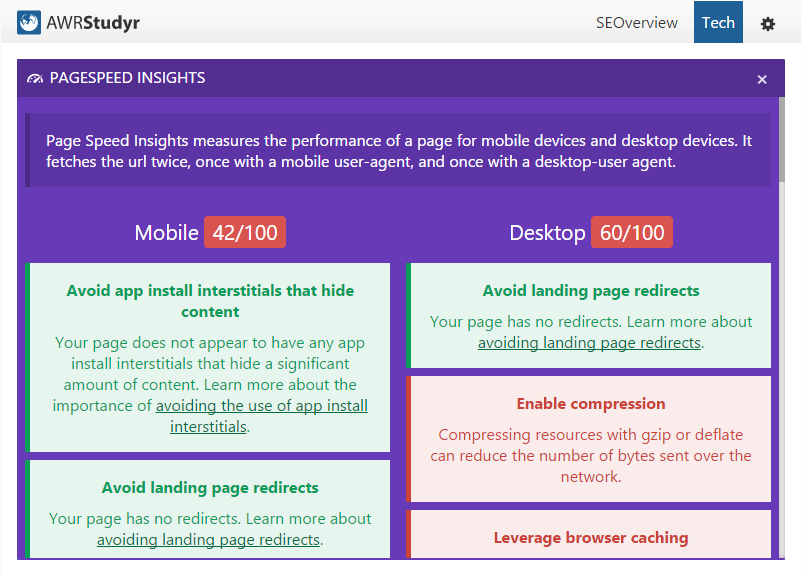 AWRStudyr
SEOverview
Tech
PAGESPEED INSIGHTS
×
Page Speed Insights measures the performance of a page for mobile devices and desktop devices. It
fetches the url twice, once with a mobile user-agent, and once with a desktop-user agent.
Mobile 42/100
Avoid app install interstitials that hide
content
Your page does not appear to have any app
install interstitials that hide a significant
amount of content. Learn more about the
importance of avoiding the use of app install
interstitials.
Avoid landing page redirects
Your page has no redirects. Learn more about
avoiding landing page redirects.
Desktop 60/100
Avoid landing page redirects
Your page has no redirects. Learn more about
avoiding landing page redirects.
Enable compression
Compressing resources with gzip or deflate
can reduce the number of bytes sent over the
network.
Leverage browser caching